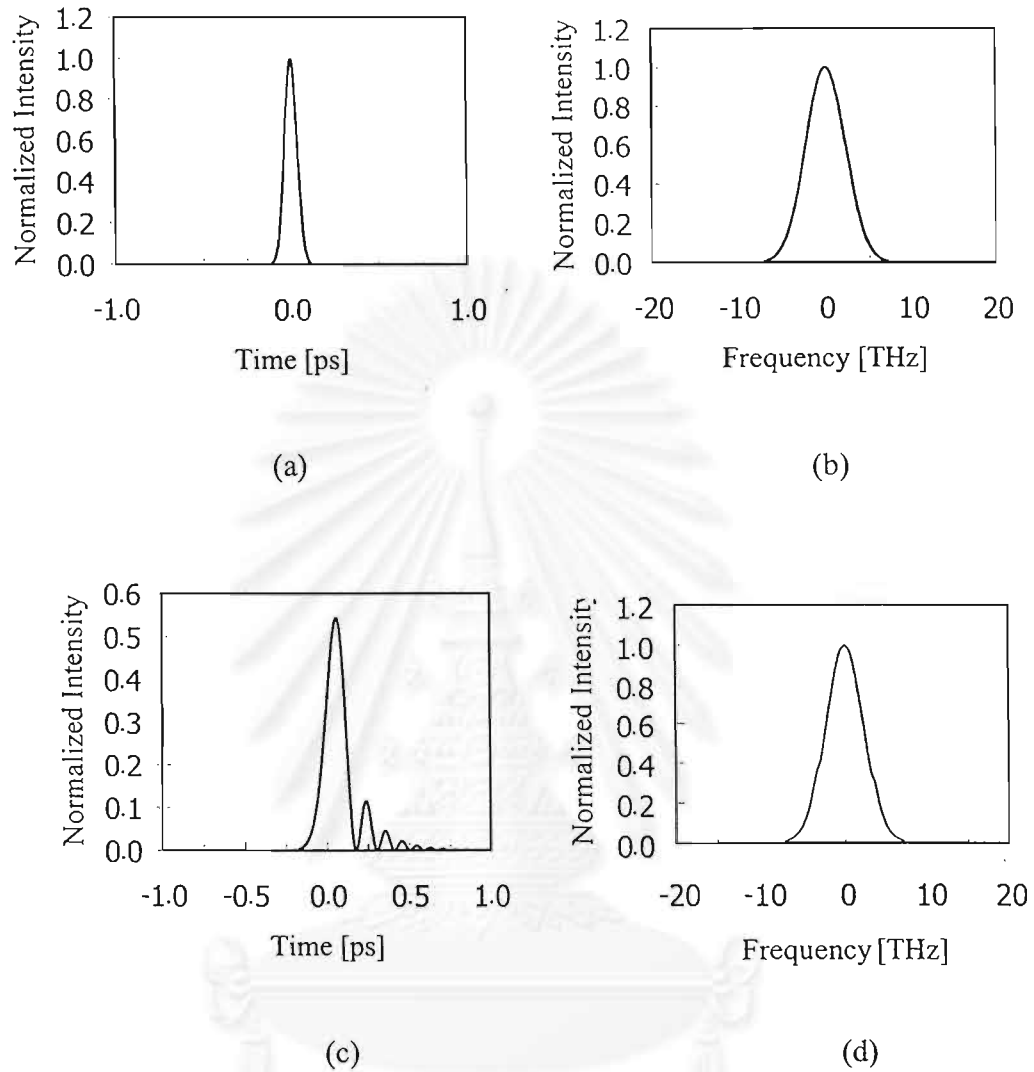 Normalized Intensity
1.2
1.0
0.8
0.6
0.4
0.2
0.0
-1.0 0.0 1.0
Time [ps]
(a)
Normalized Intensity
1.2
1.0
0.8
0.6
0.4
0.2
0.0
-20 -10 0 10 20
Frequency [THz]
(b)
Normalized Intensity
0.6
0.5
0.4
0.3
0.2
0.1
0.0
-1.0 -0.5 0.0 0.5 1.0
Time [ps]
(c)
Normalized Intensity
1.2
1.0
0.8
0.6
0.4
0.2
0.0
-20 -10 0 10 20
Frequency [THz]
(d)